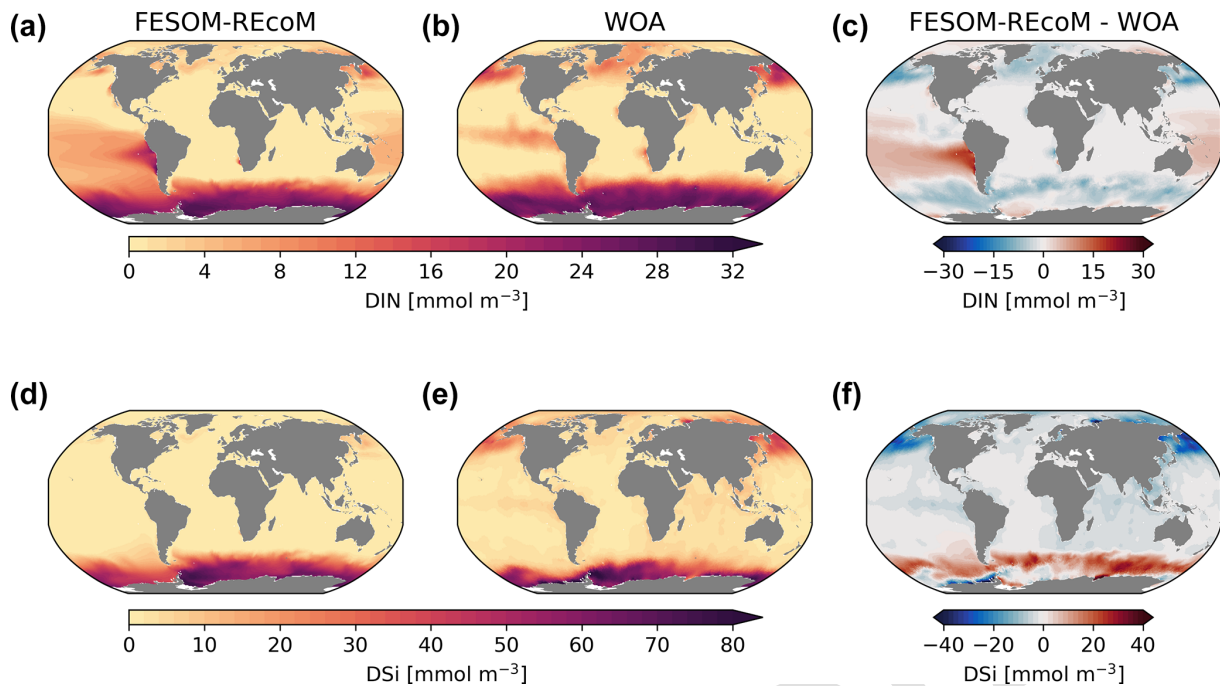 (a) FESOM-REcoM (b) WOA (c) FESOM-REcoM - WOA
0 4 8 12 16 20 24 28 32 −30 −15 0 15 30
DIN [mmol m⁻³] DIN [mmol m⁻³]
(d) (e) (f)
0 10 20 30 40 50 60 70 80 −40 −20 0 20 40
DSi [mmol m⁻³] DSi [mmol m⁻³]